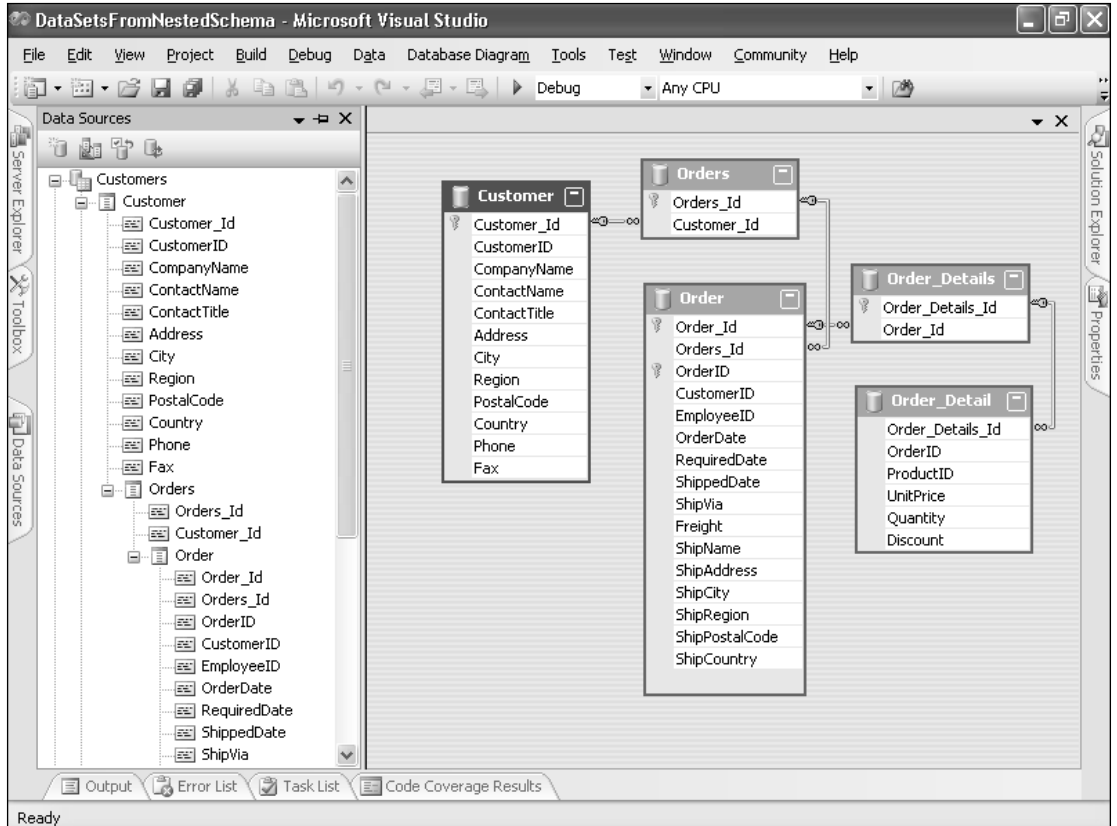 DataSetsFromNestedSchema - Microsoft Visual Studio
File Edit View Project Build Debug Data Database Diagram Tools Test Window Community Help
Debug Any CPU
Server Explorer
Toolbox
Data Sources
Data Sources
Customers
Customer
Customer_Id
CustomerID
CompanyName
ContactName
ContactTitle
Address
City
Region
PostalCode
Country
Phone
Fax
Orders
Orders_Id
Customer_Id
Order
Order_Id
Orders_Id
OrderID
CustomerID
EmployeeID
OrderDate
RequiredDate
ShippedDate
ShipVia
Customer
Customer_Id
CustomerID
CompanyName
ContactName
ContactTitle
Address
City
Region
PostalCode
Country
Phone
Fax
Orders
Orders_Id
Customer_Id
Order
Order_Id
Orders_Id
OrderID
CustomerID
EmployeeID
OrderDate
RequiredDate
ShippedDate
ShipVia
Freight
ShipName
ShipAddress
ShipCity
ShipRegion
ShipPostalCode
ShipCountry
Order_Details
Order_Details_Id
Order_Id
Order_Detail
Order_Details_Id
OrderID
ProductID
UnitPrice
Quantity
Discount
Solution Explorer
Properties
Output Error List Task List Code Coverage Results
Ready